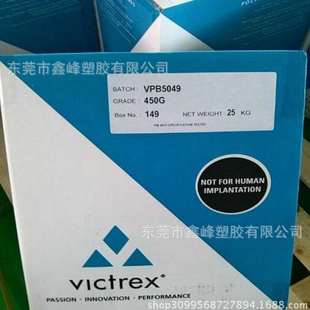 东莞市鑫峰塑胶有限公司
BATCH : VPB5049
GRADE : 450G
Box No. : 149 NET WEIGHT 25 KG
NOT FOR HUMAN
IMPLANTATION
东莞市鑫峰塑胶有限公司
victrex
PASSION • INNOVATION • PERFORMANCE
shop3099568727894.1688.com